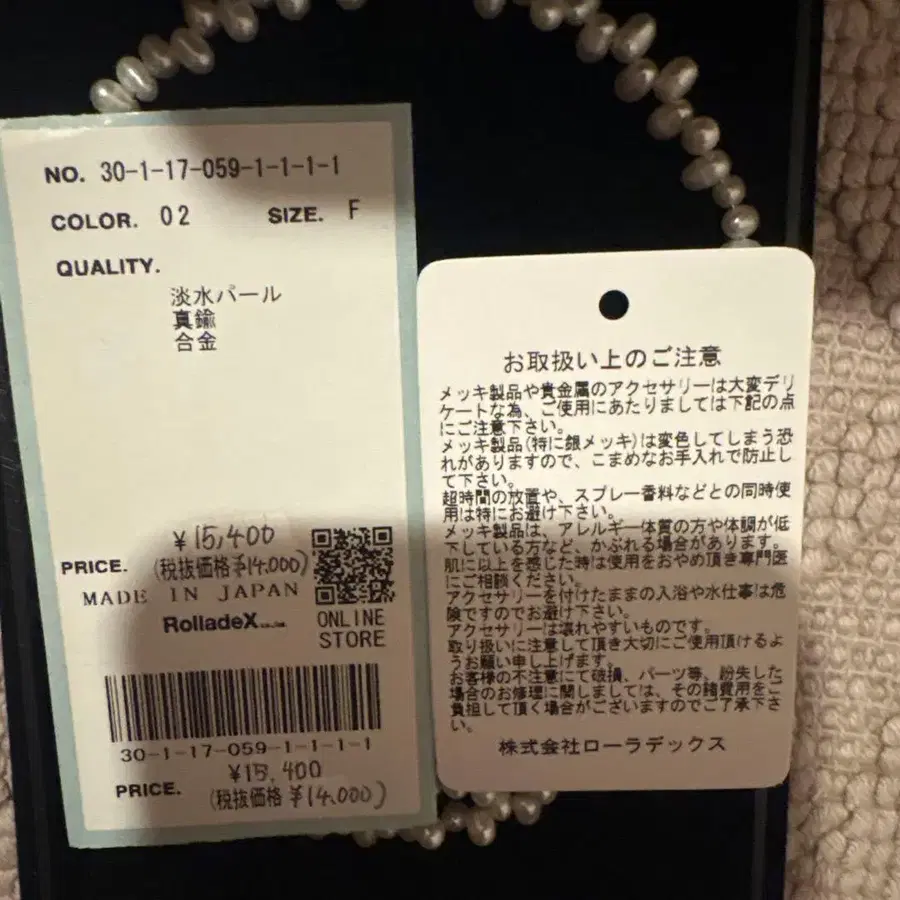 NO. 30-1-17-059-1-1-1-1
COLOR. 02 SIZE. F
QUALITY.
淡水パール
真鍮
合金
¥15,400
PRICE. (税抜価格¥14,000)
MADE IN JAPAN
RolladeX CO.,LTD.
ONLINE
STORE
30-1-17-059-1-1-1-1
¥15,400
PRICE. (税抜価格¥14,000)
お取扱い上のご注意
メッキ製品や貴金属のアクセサリーは大変デリ
ケートな為、ご使用にあたりましては下記の点
にご注意下さい。
メッキ製品(特に銀メッキ)は変色してしまう恐
れがありますので、こまめなお手入れで防止し
て下さい。
超時間の放置や、スプレー香料などとの同時使
用は特にお避け下さい。
メッキ製品は、アレルギー体質の方や体調が低
下している方など、かぶれる場合があります。
肌に以上を感じた時は使用をおやめ頂き専門医
にご相談ください。
アクセサリーを付けたままの入浴や水仕事は危
険ですのでお避け下さい。
アクセサリーは壊れやすいものです。
取り扱いに注意して頂き大切にご使用頂けるよ
うお願い申し上げます。
お客様の不注意にて破損、パーツ等、紛失した
場合のお修理に関しましては、その諸費用をご
負担して頂く場合がございますのでご了承下さ
い。
株式会社ローラデックス